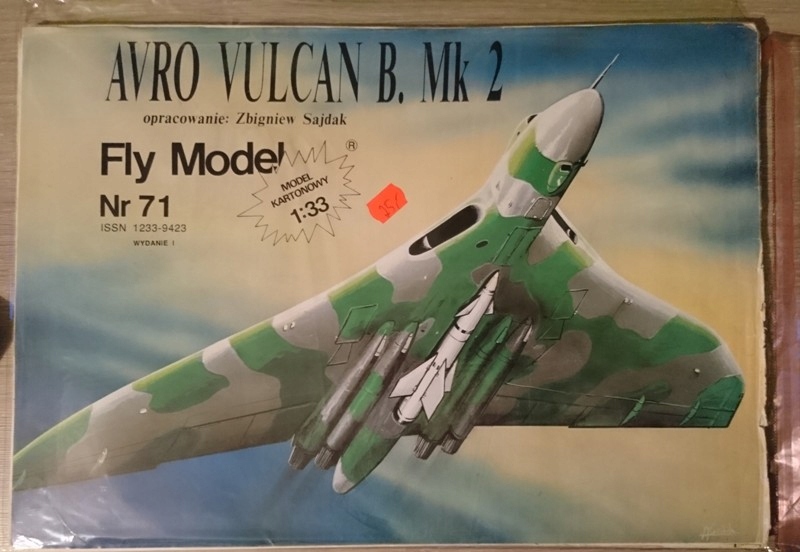 AVRO VULCAN B. Mk 2
opracowanie: Zbigniew Sajdak
Fly Model ®
MODEL
KARTONOWY
1:33
Nr 71
ISSN 1233-9423
WYDANIE I